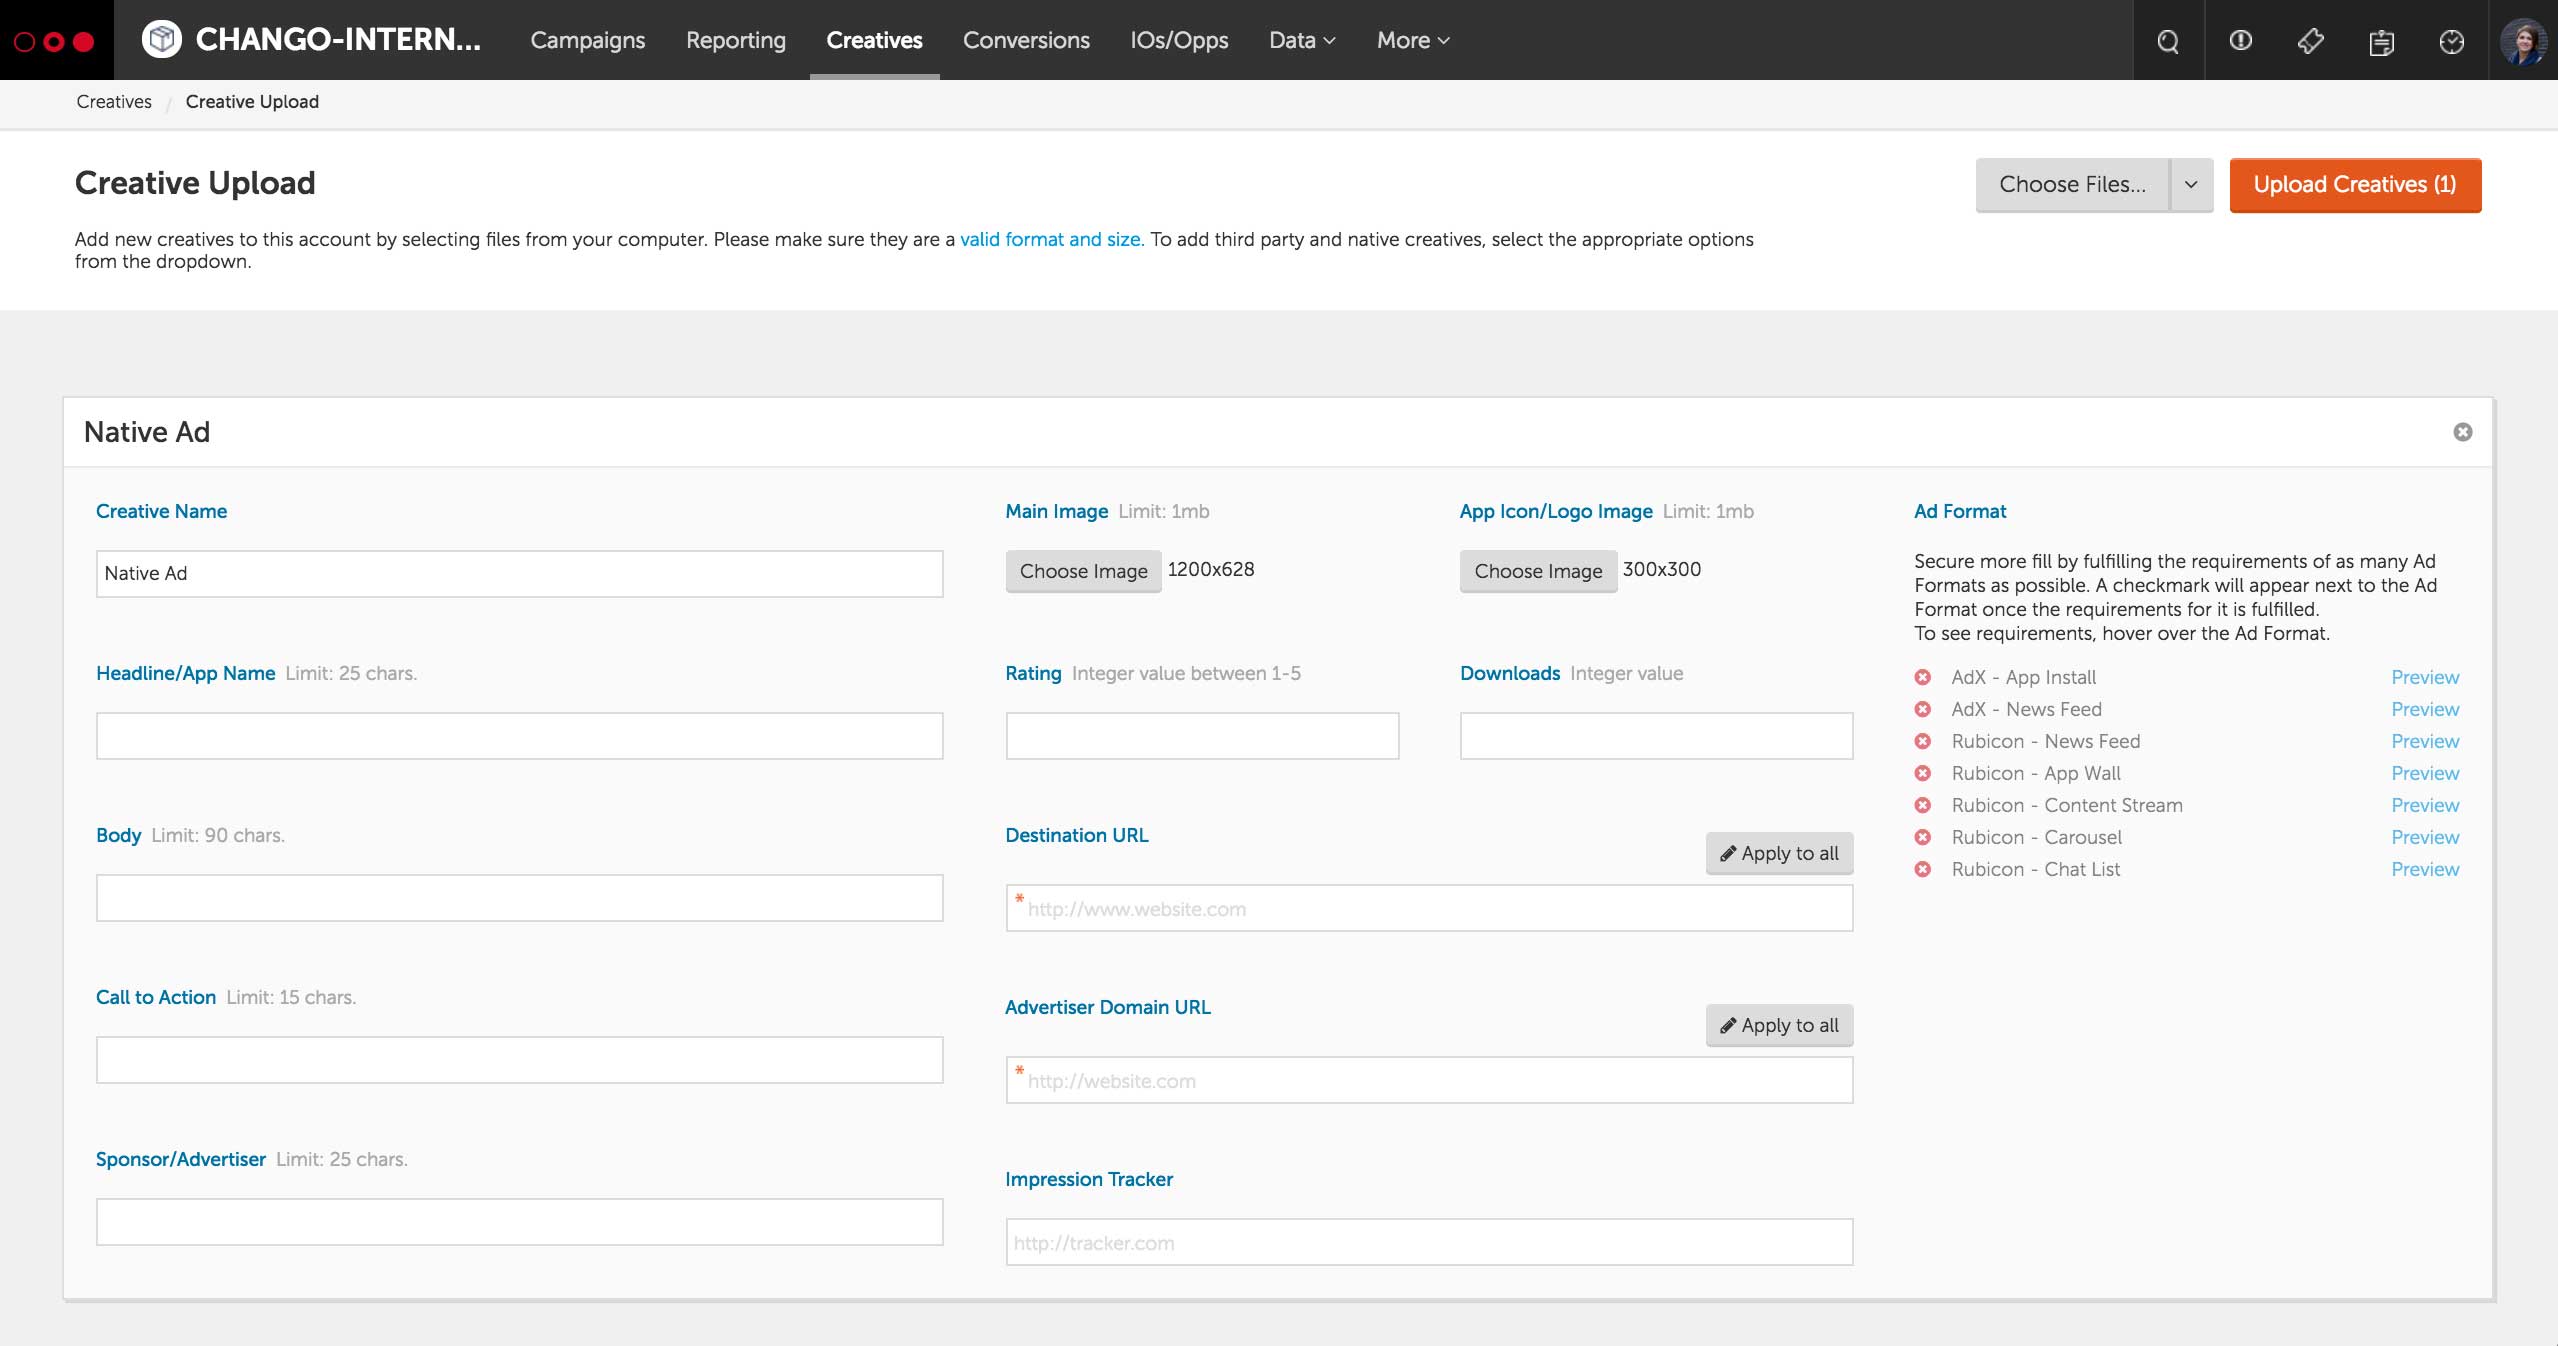 CHANGO-INTERN... Campaigns Reporting Creatives Conversions IOs/Opps Data More
Creatives / Creative Upload
Creative Upload
Choose Files...
Upload Creatives (1)
Add new creatives to this account by selecting files from your computer. Please make sure they are a valid format and size. To add third party and native creatives, select the appropriate options
from the dropdown.
Native Ad
Creative Name
Native Ad
Headline/App Name Limit: 25 chars.
Body Limit: 90 chars.
Call to Action Limit: 15 chars.
Sponsor/Advertiser Limit: 25 chars.
Main Image Limit: 1mb
Choose Image 1200x628
App Icon/Logo Image Limit: 1mb
Choose Image 300x300
Rating Integer value between 1-5
Downloads Integer value
Destination URL
Apply to all
* http://www.website.com
Advertiser Domain URL
Apply to all
* http://website.com
Impression Tracker
http://tracker.com
Ad Format
Secure more fill by fulfilling the requirements of as many Ad
Formats as possible. A checkmark will appear next to the Ad
Format once the requirements for it is fulfilled.
To see requirements, hover over the Ad Format.
AdX - App Install Preview
AdX - News Feed Preview
Rubicon - News Feed Preview
Rubicon - App Wall Preview
Rubicon - Content Stream Preview
Rubicon - Carousel Preview
Rubicon - Chat List Preview